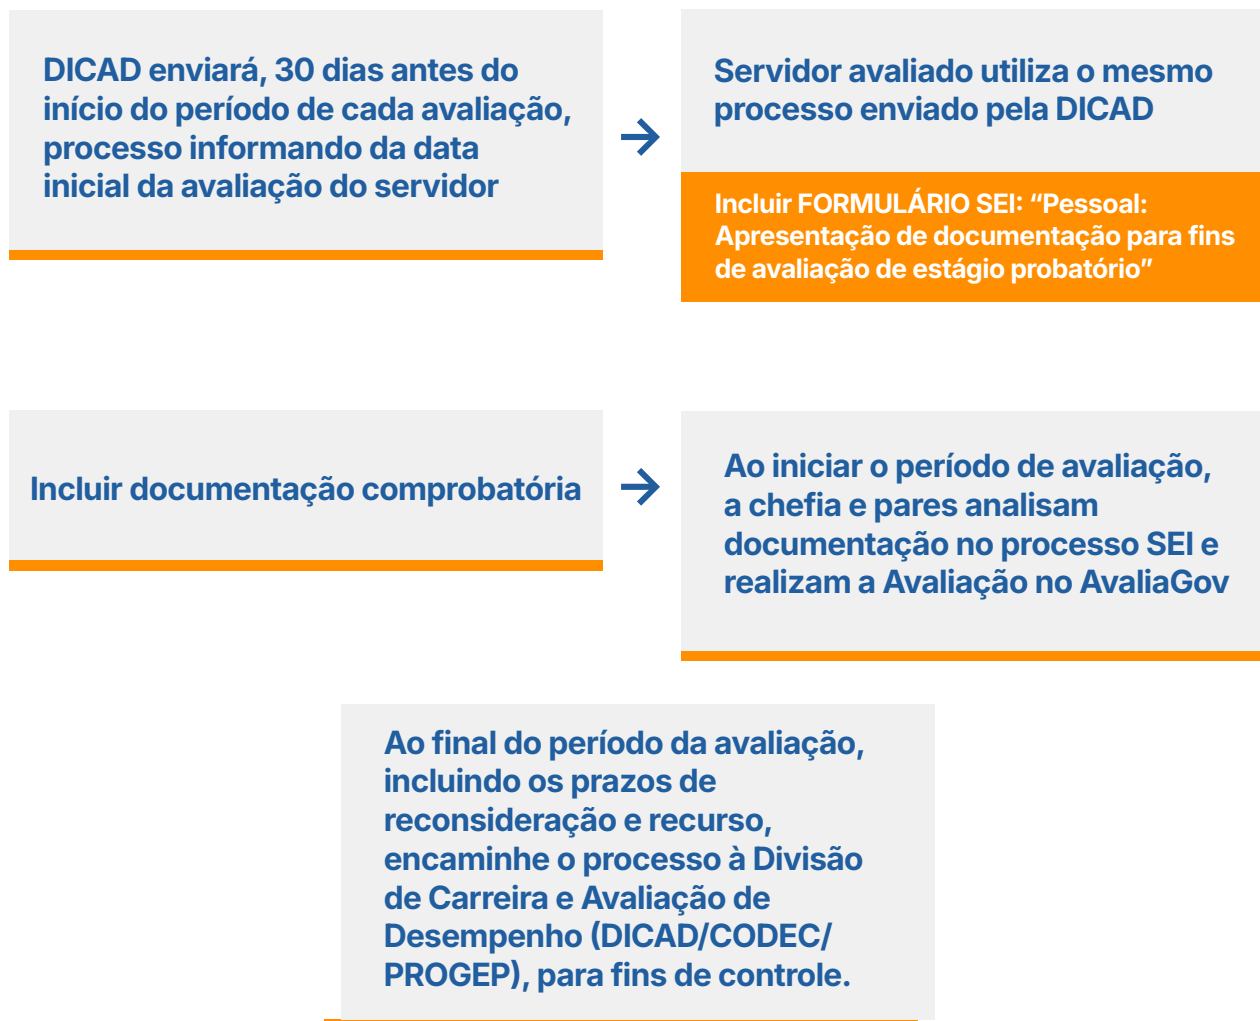 DICAD enviará, 30 dias antes do
início do período de cada avaliação,
processo informando da data
inicial da avaliação do servidor
Servidor avaliado utiliza o mesmo
processo enviado pela DICAD
Incluir FORMULÁRIO SEI: “Pessoal:
Apresentação de documentação para fins
de avaliação de estágio probatório”
Incluir documentação comprobatória
Ao iniciar o período de avaliação,
a chefia e pares analisam
documentação no processo SEI e
realizam a Avaliação no AvaliaGov
Ao final do período da avaliação,
incluindo os prazos de
reconsideração e recurso,
encaminhe o processo à Divisão
de Carreira e Avaliação de
Desempenho (DICAD/CODEC/
PROGEP), para fins de controle.